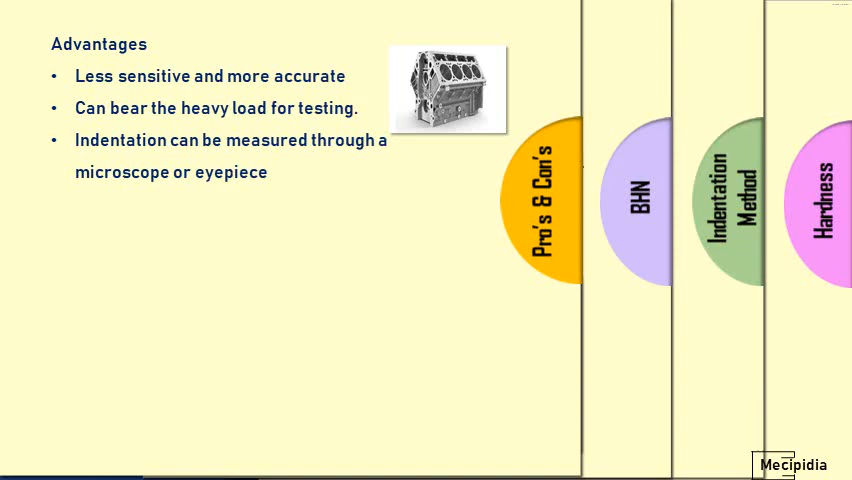 Advantages
• Less sensitive and more accurate
• Can bear the heavy load for testing.
• Indentation can be measured through a
microscope or eyepiece
Pro's & Con's
BHN
Indentation
Method
Hardness
Mecipidia